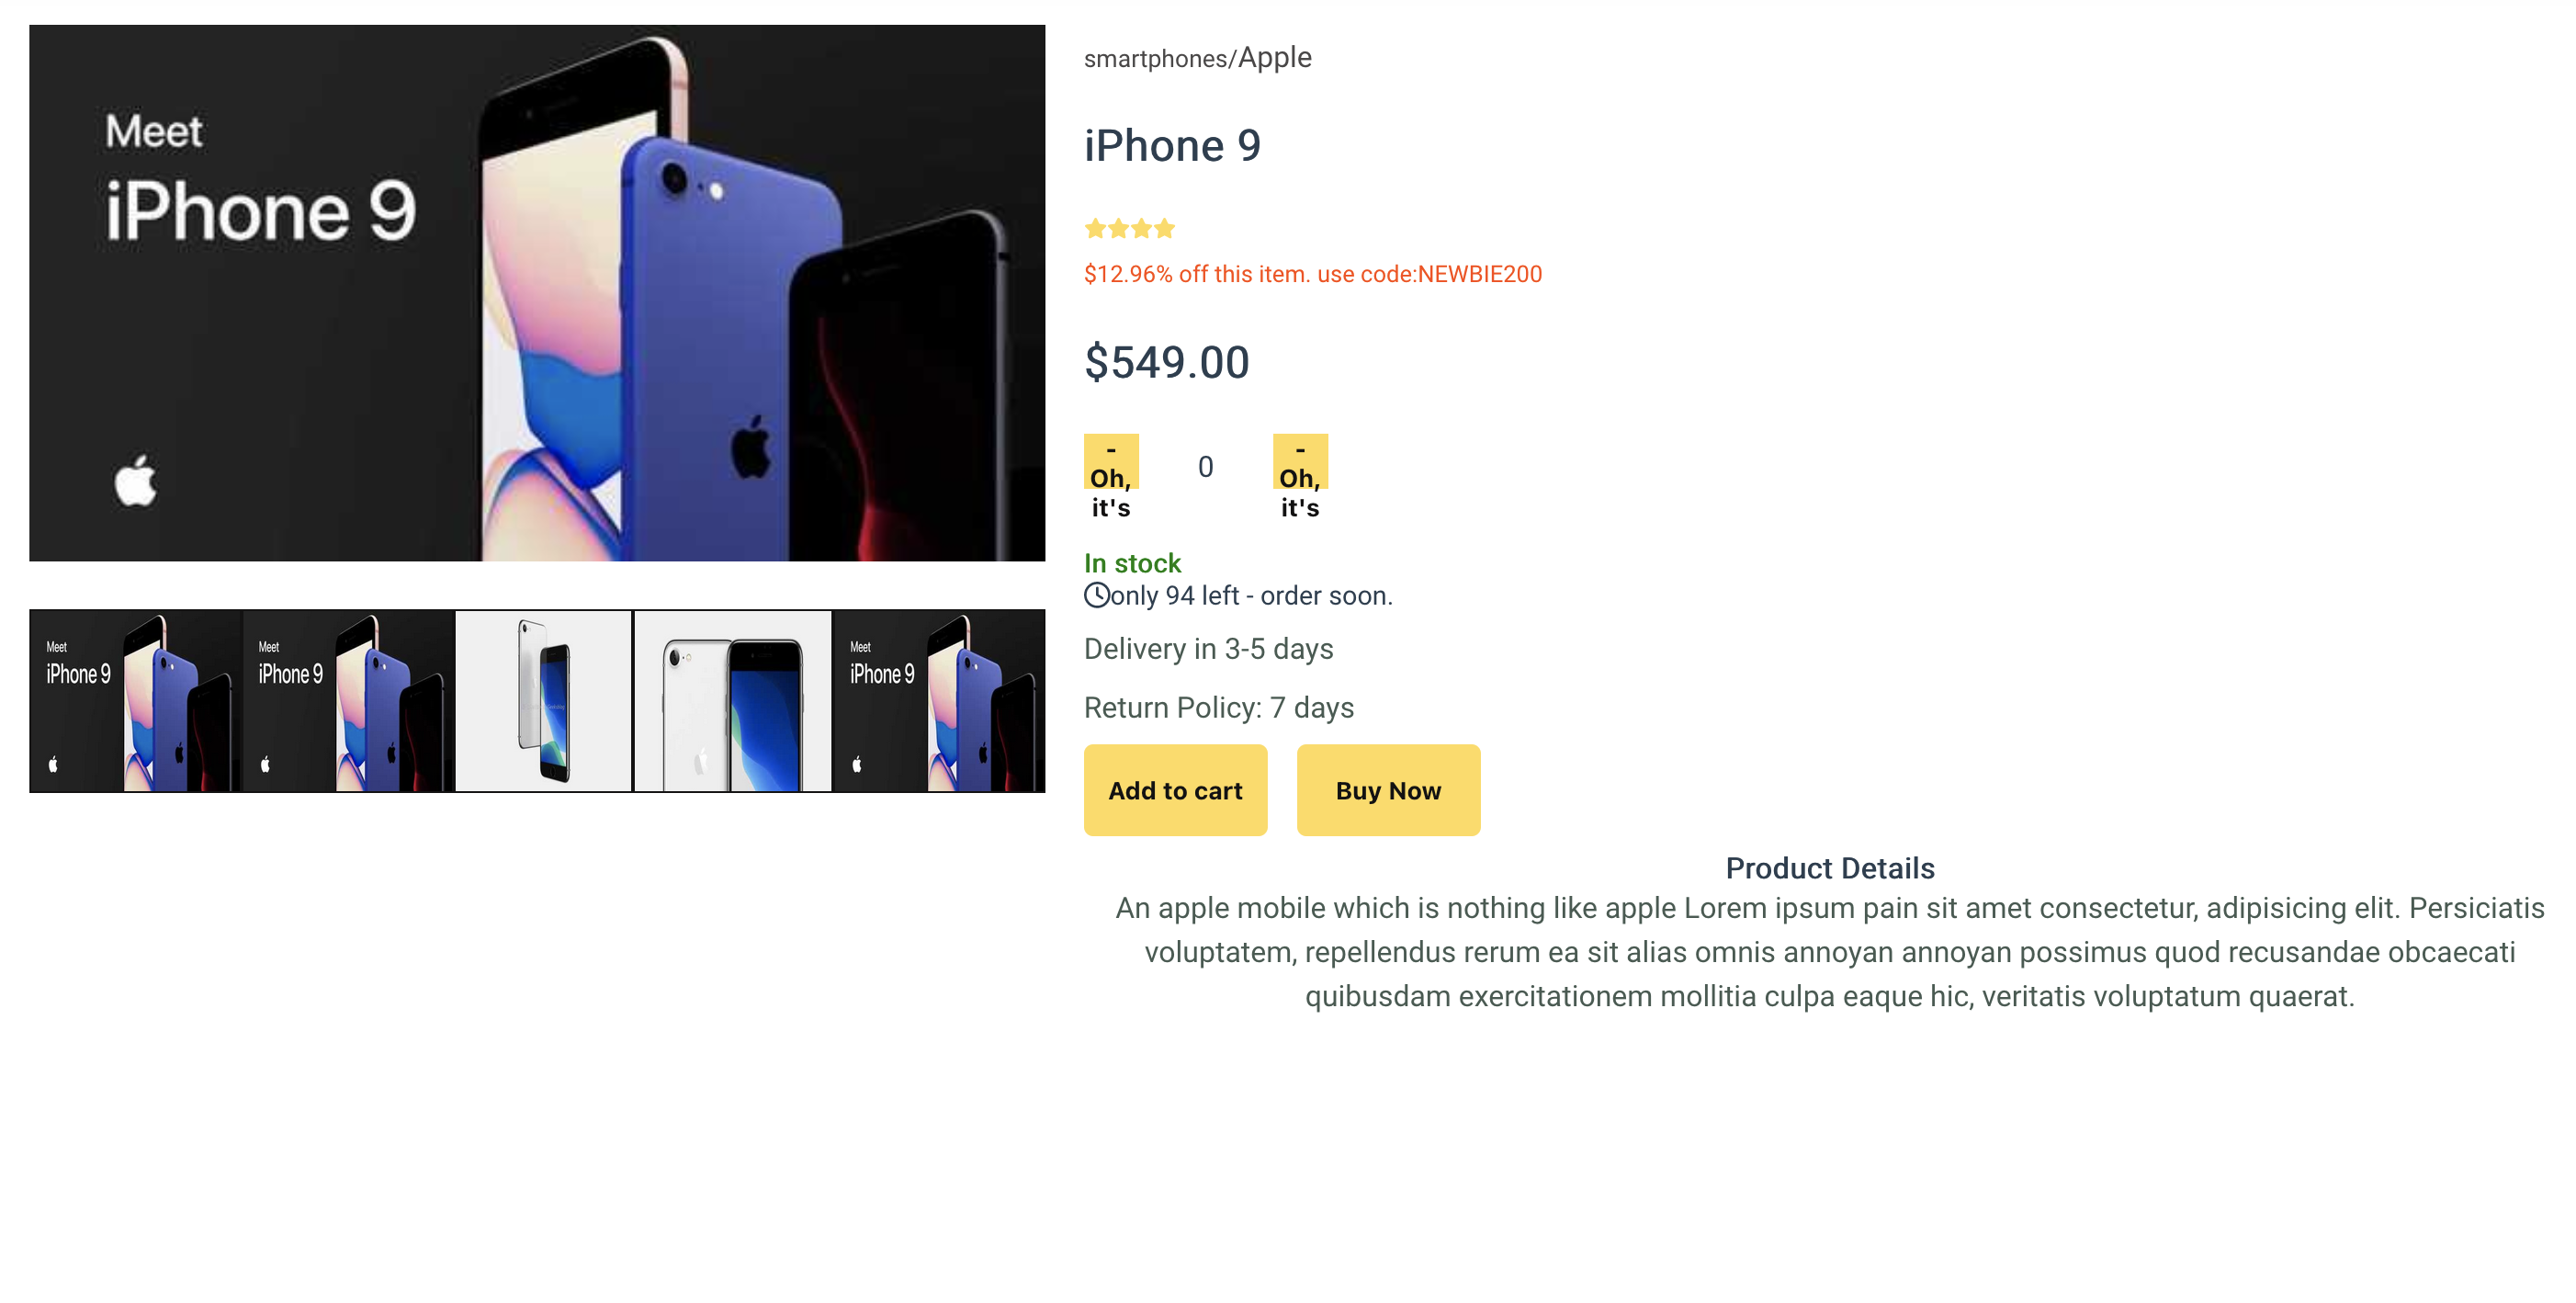 Meet
iPhone 9
Meet
iPhone 9
Meet
iPhone 9
Meet
iPhone 9
smartphones/Apple
iPhone 9
$12.96% off this item. use code:NEWBIE200
$549.00
-
Oh,
it's
0
-
Oh,
it's
In stock
only 94 left - order soon.
Delivery in 3-5 days
Return Policy: 7 days
Add to cart
Buy Now
Product Details
An apple mobile which is nothing like apple Lorem ipsum pain sit amet consectetur, adipisicing elit. Persiciatis
voluptatem, repellendus rerum ea sit alias omnis annoyan annoyan possimus quod recusandae obcaecati
quibusdam exercitationem mollitia culpa eaque hic, veritatis voluptatum quaerat.